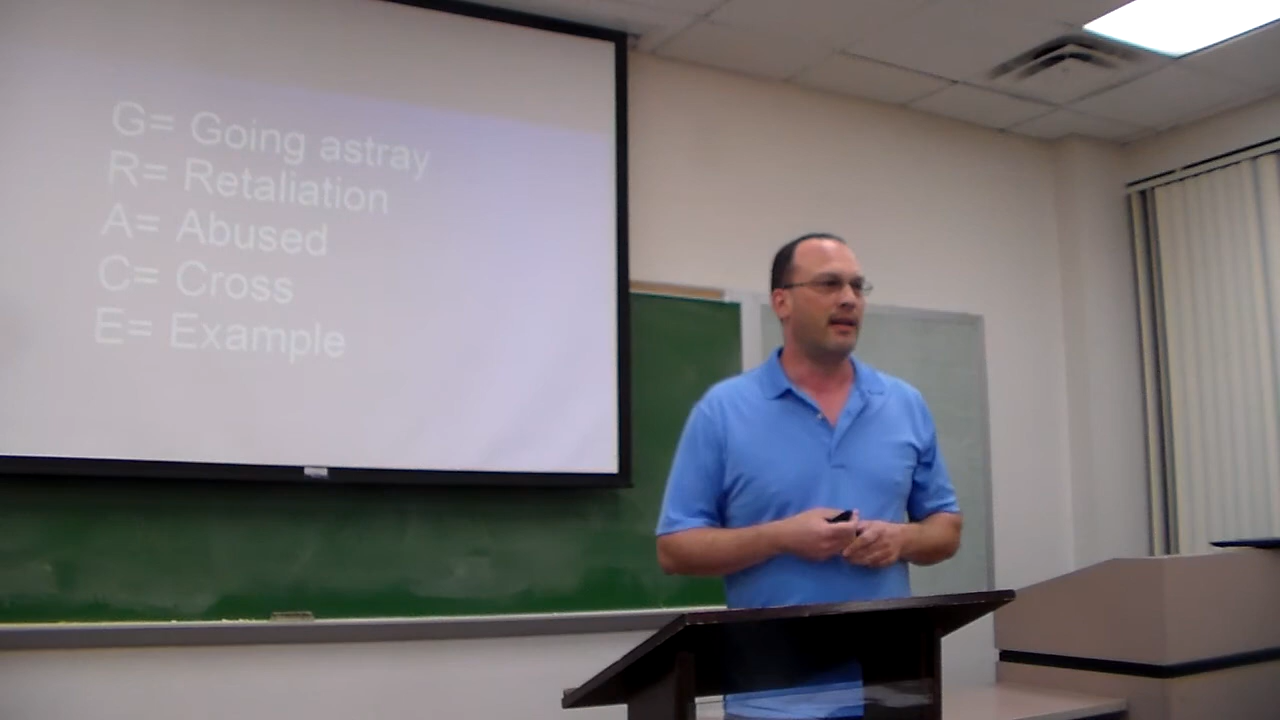 G= Going astray
R= Retaliation
A= Abused
C= Cross
E= Example